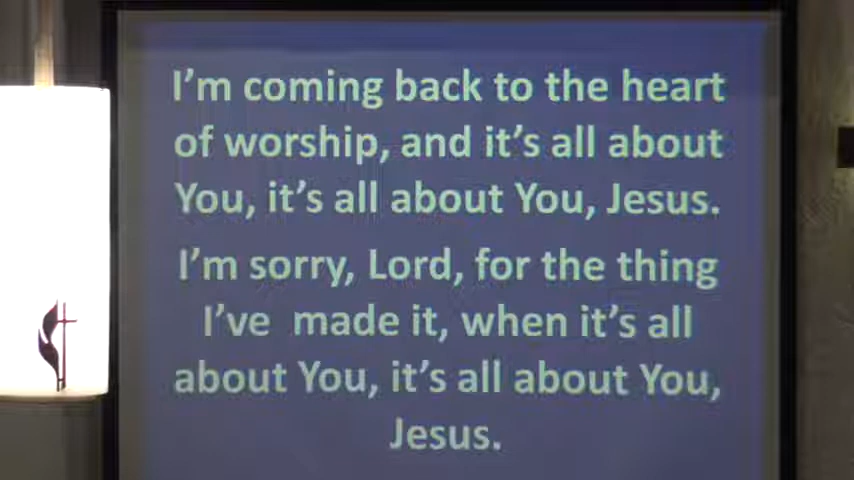 I'm coming back to the heart
of worship, and it's all about
You, it's all about You, Jesus.
I'm sorry, Lord, for the thing
I've made it, when it's all
about You, it's all about You,
Jesus.